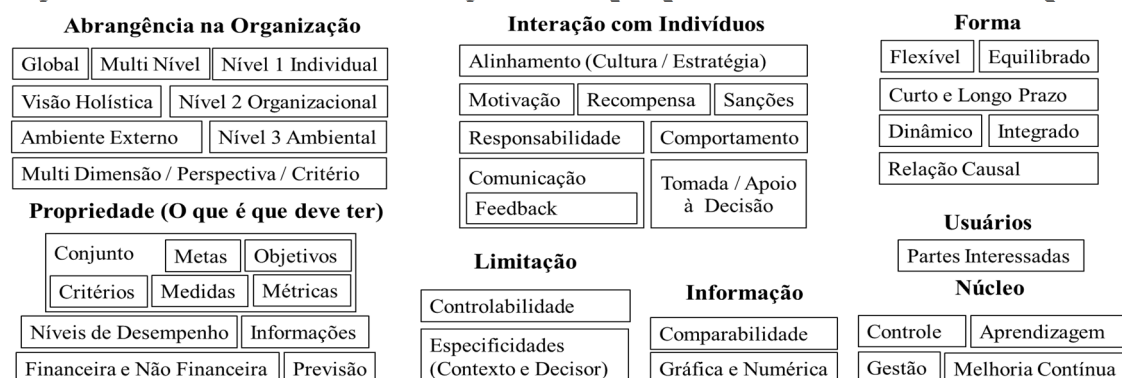 Abrangência na Organização
Global
Multi Nível
Nível 1 Individual
Visão Holística
Nível 2 Organizacional
Ambiente Externo
Nível 3 Ambiental
Multi Dimensão / Perspectiva / Critério
Propriedade (O que é que deve ter)
Conjunto
Metas
Objetivos
Critérios
Medidas
Métricas
Níveis de Desempenho
Informações
Financeira e Não Financeira
Previsão
Interação com Indivíduos
Alinhamento (Cultura / Estratégia)
Motivação
Recompensa
Sanções
Responsabilidade
Comportamento
Comunicação
Feedback
Tomada / Apoio
à Decisão
Limitação
Controlabilidade
Especificidades
(Contexto e Decisor)
Informação
Comparabilidade
Gráfica e Numérica
Forma
Flexível
Equilibrado
Curto e Longo Prazo
Dinâmico
Integrado
Relação Causal
Usuários
Partes Interessadas
Núcleo
Controle
Aprendizagem
Gestão
Melhoria Contínua